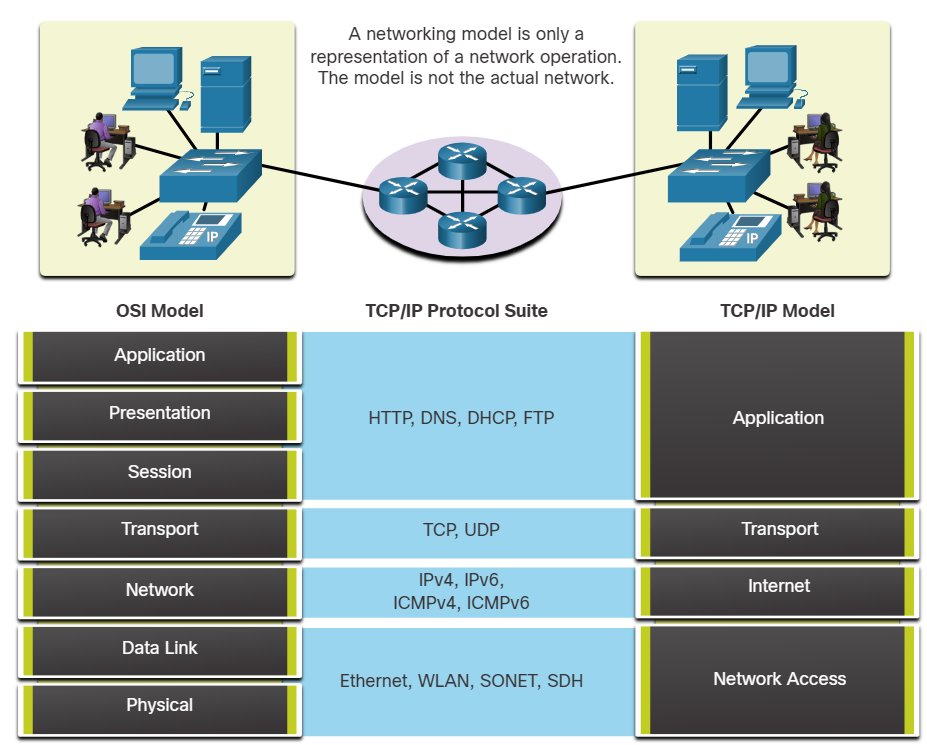 A networking model is only a
representation of a network operation.
The model is not the actual network.
IP
IP
OSI Model
TCP/IP Protocol Suite
TCP/IP Model
Application
Presentation
Session
HTTP, DNS, DHCP, FTP
Application
Transport
TCP, UDP
Transport
Network
IPv4, IPv6,
ICMPv4, ICMPv6
Internet
Data Link
Physical
Ethernet, WLAN, SONET, SDH
Network Access